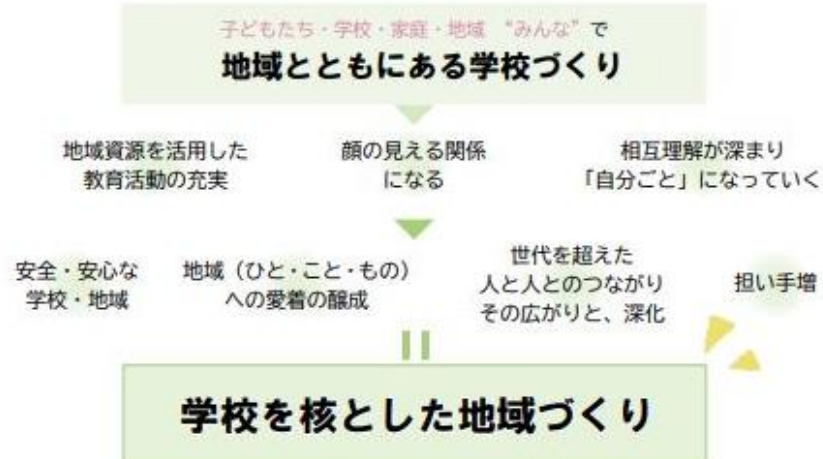 子どもたち・学校・家庭・地域 “みんな”で
地域とともにある学校づくり
地域資源を活用した
教育活動の充実
顔の見える関係
になる
相互理解が深まり
「自分ごと」になっていく
安全・安心な
学校・地域
地域（ひと・こと・もの）
への愛着の醸成
世代を超えた
人と人とのつながり
その広がりと、深化
担い手増
学校を核とした地域づくり